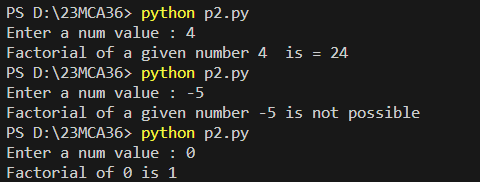 PS D:\23MCA36> python p2.py
Enter a num value : 4
Factorial of a given number 4  is = 24
PS D:\23MCA36> python p2.py
Enter a num value : -5
Factorial of a given number -5 is not possible
PS D:\23MCA36> python p2.py
Enter a num value : 0
Factorial of 0 is 1